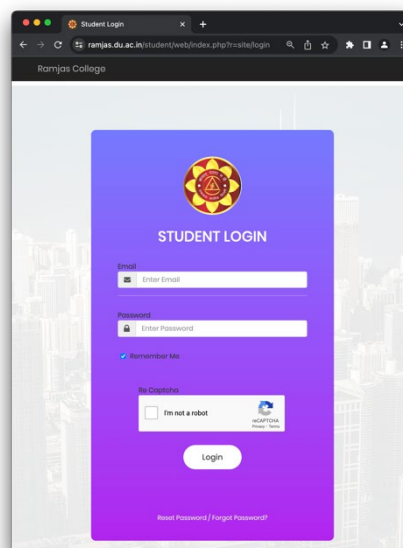 Student Login
ramjas.du.ac.in/student/web/index.php?r=site/login
Ramjas College
STUDENT LOGIN
Email
Enter Email
Password
Enter Password
Remember Me
Re Captcha
I'm not a robot
reCAPTCHA
Privacy - Terms
Login
Reset Password / Forgot Password?